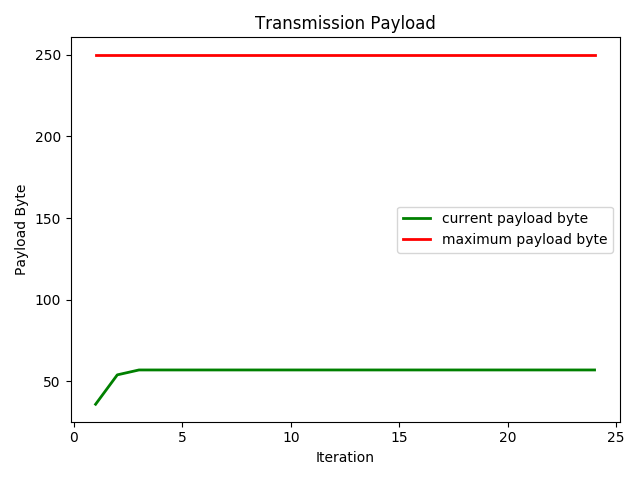 Transmission Payload
250
200
150
100
50
Payload Byte
current payload byte
maximum payload byte
0 5 10 15 20 25
Iteration